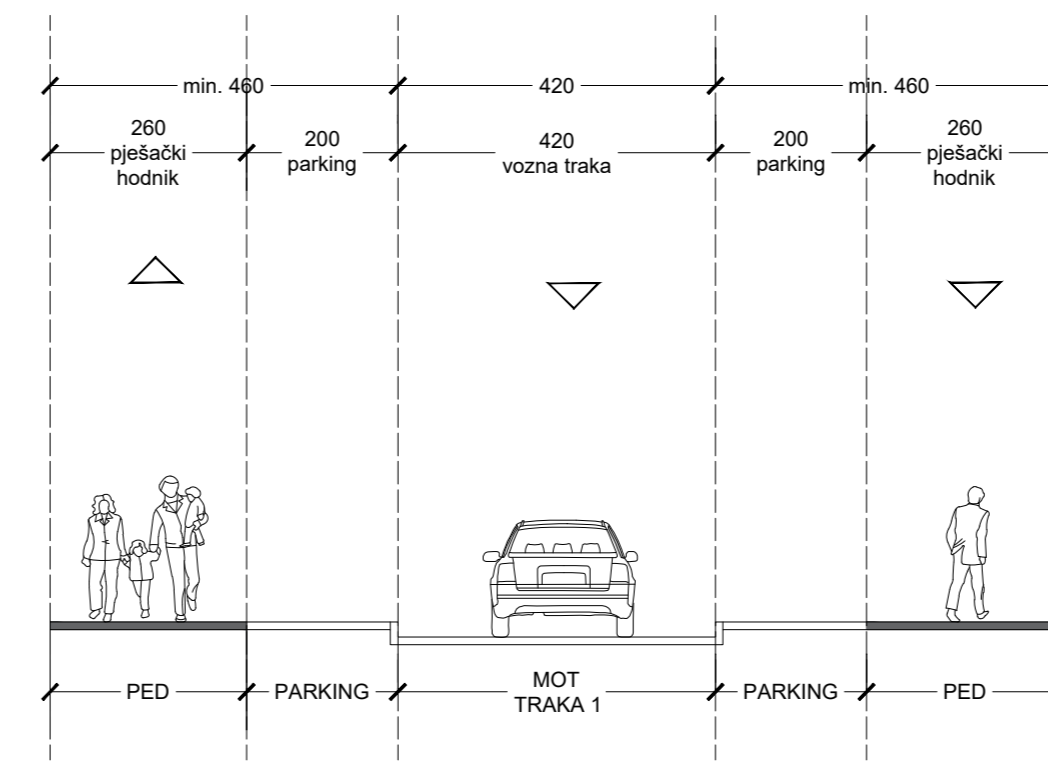 min. 460
420
min. 460
260
pješački
hodnik
200
parking
420
vozna traka
200
parking
260
pješački
hodnik
PED
PARKING
MOT
TRAKA 1
PARKING
PED